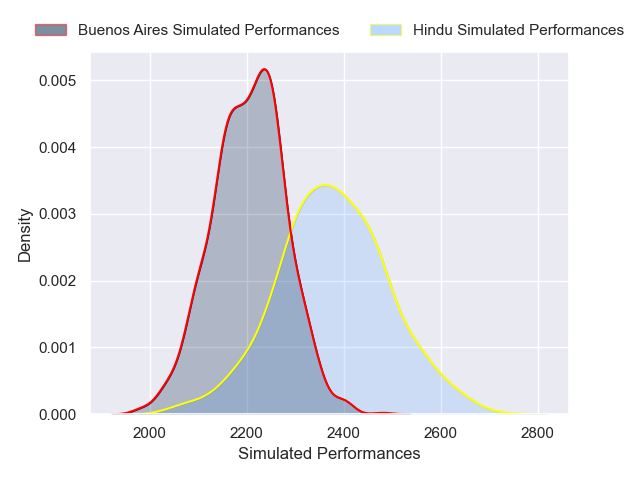 Buenos Aires Simulated Performances Hindu Simulated Performances
0.005
0.004
0.003
0.002
0.001
0.000
Density
2000 2200 2400 2600 2800
Simulated Performances